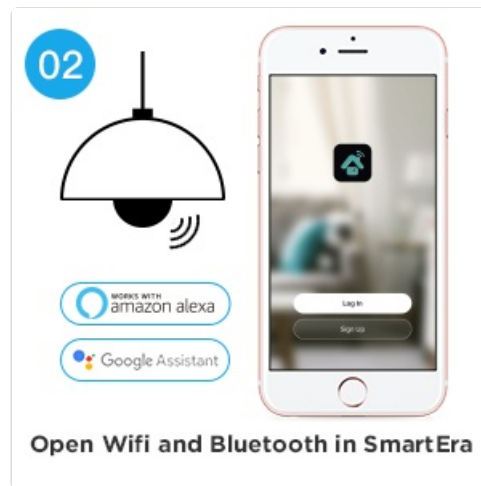 02
WORKS WITH
amazon alexa
Google Assistant
Log In
Sign Up
Open Wifi and Bluetooth in SmartEra